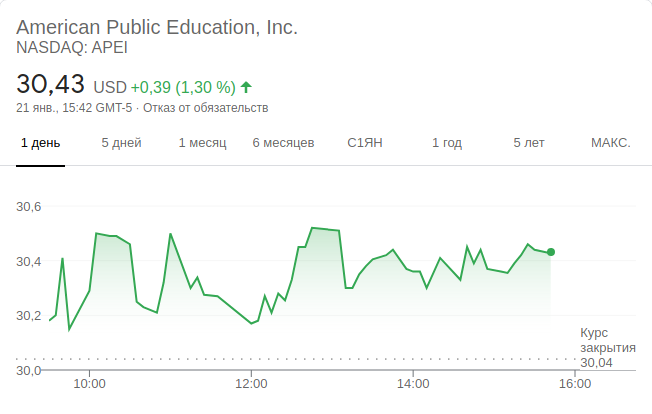 American Public Education, Inc.
NASDAQ: APEI
30,43 USD +0,39 (1,30 %)
21 янв., 15:42 GMT-5 · Отказ от обязательств
1 день 5 дней 1 месяц 6 месяцев С1ЯН 1 год 5 лет МАКС.
30,6
30,4
30,2
Курс
закрытия
30,04
30,0
10:00 12:00 14:00 16:00